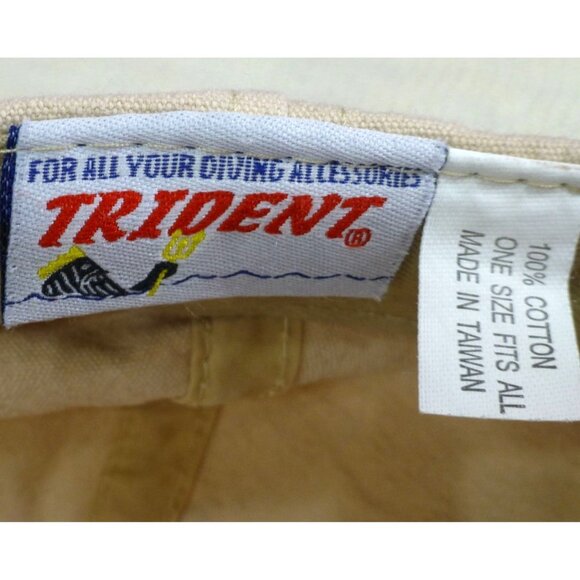 FOR ALL YOUR DIVING ACCESSORIES
TRIDENT®
100% COTTON
ONE SIZE FITS ALL
MADE IN TAIWAN